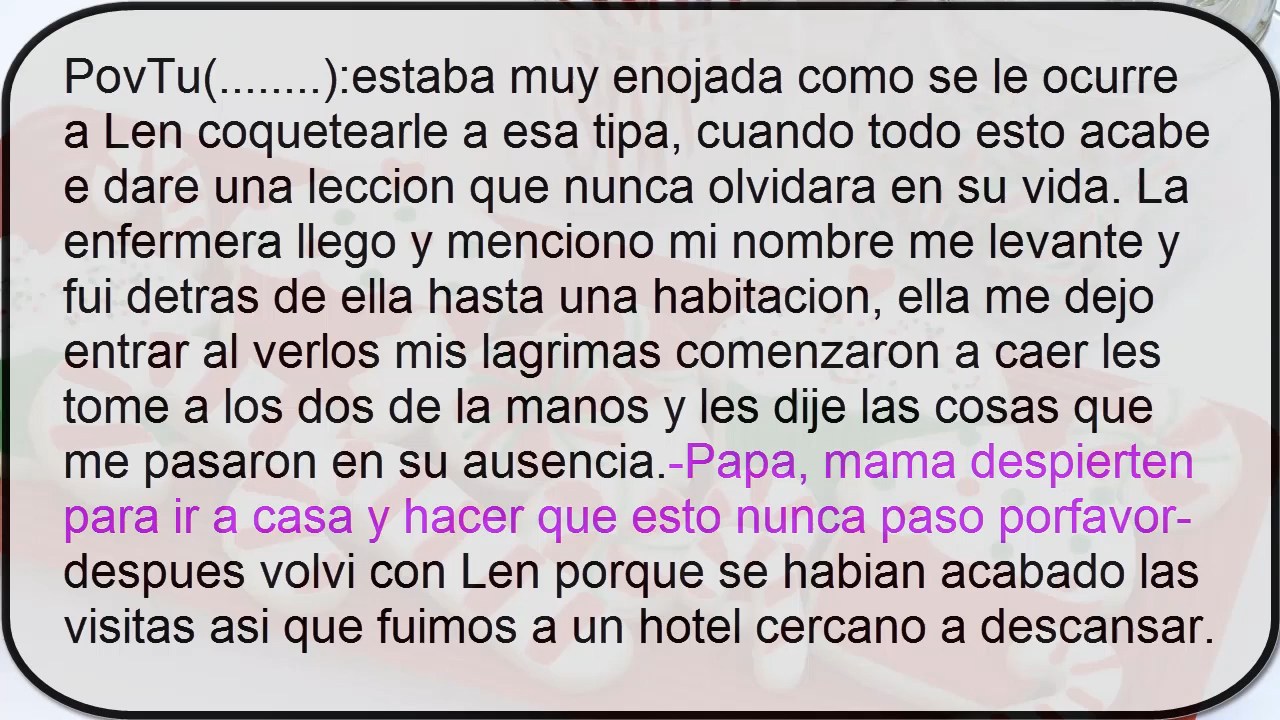 PovTu(........):estaba muy enojada como se le ocurre
a Len coquetearle a esa tipa, cuando todo esto acabe
e dare una leccion que nunca olvidara en su vida. La
enfermera llego y menciono mi nombre me levante y
fui detras de ella hasta una habitacion, ella me dejo
entrar al verlos mis lagrimas comenzaron a caer les
tome a los dos de la manos y les dije las cosas que
me pasaron en su ausencia.-Papa, mama despierten
para ir a casa y hacer que esto nunca paso porfavor-
despues volvi con Len porque se habian acabado las
visitas asi que fuimos a un hotel cercano a descansar.